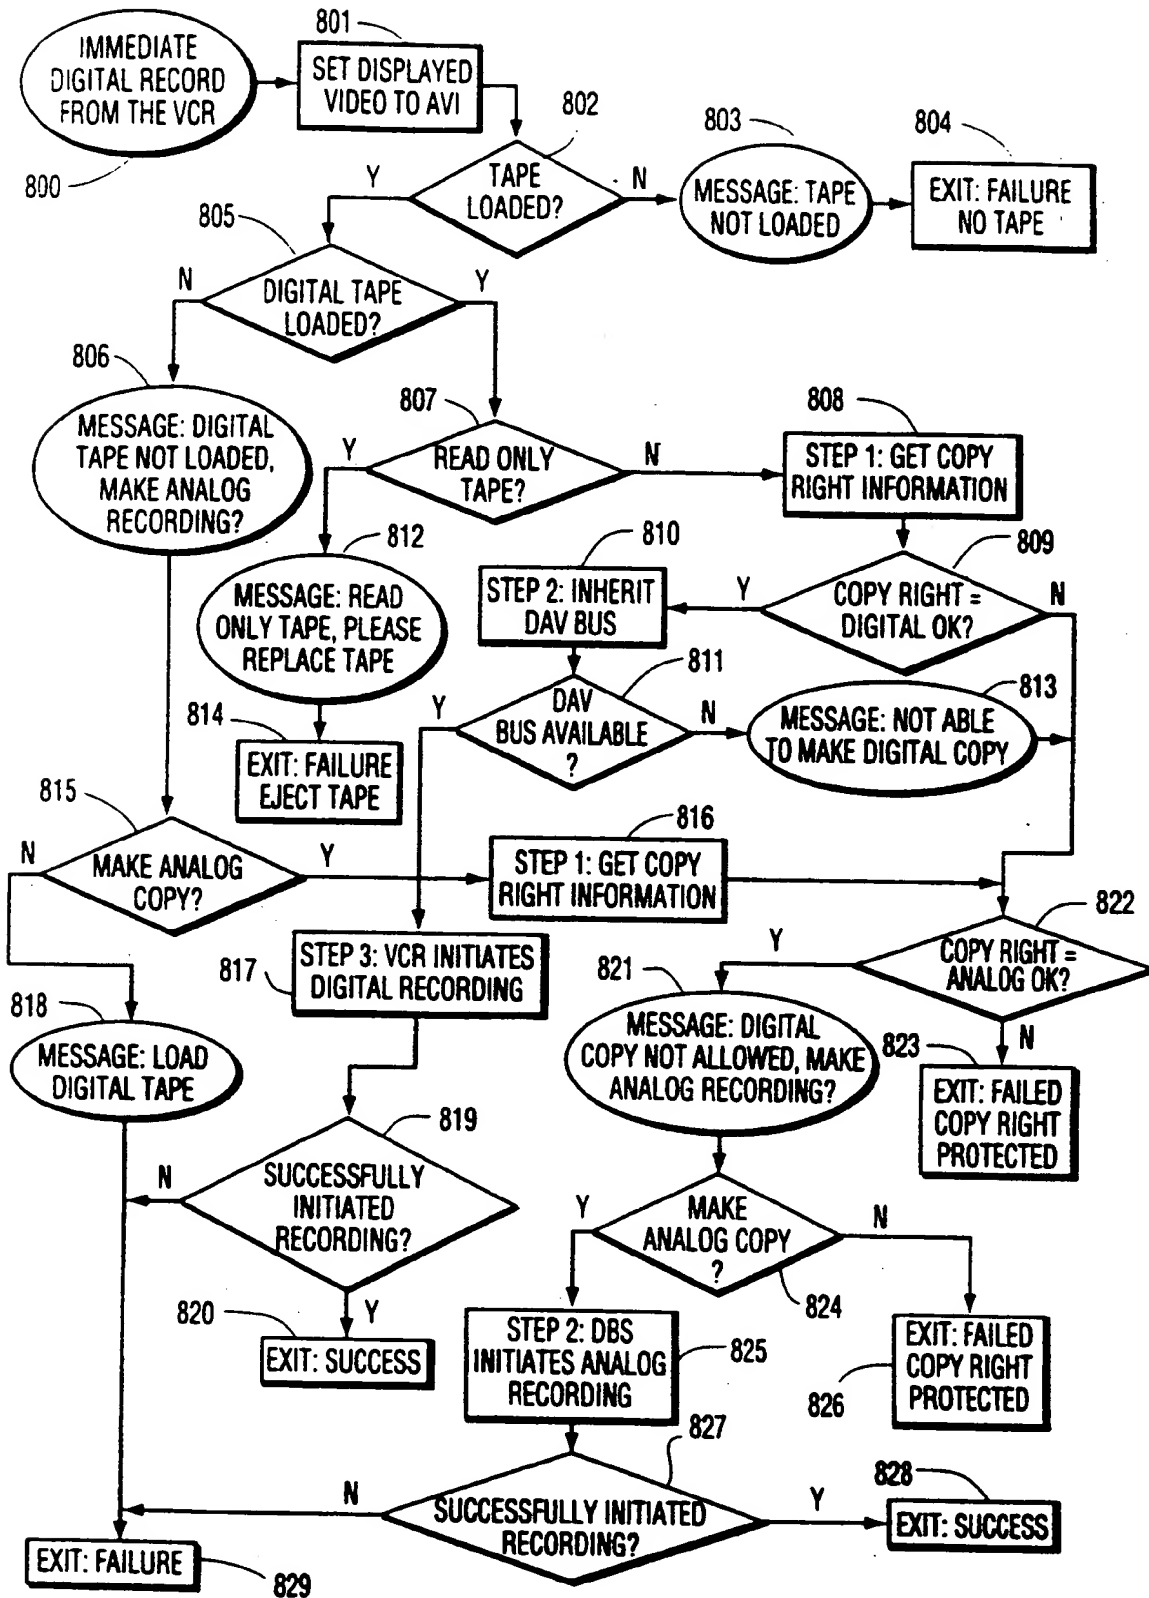 801
IMMEDIATE
DIGITAL RECORD
FROM THE VCR
800
SET DISPLAYED
VIDEO TO AVI
802
TAPE
LOADED?
Y
N
803
MESSAGE: TAPE
NOT LOADED
804
EXIT: FAILURE
NO TAPE
805
DIGITAL TAPE
LOADED?
N
Y
806
MESSAGE: DIGITAL
TAPE NOT LOADED,
MAKE ANALOG
RECORDING?
807
READ ONLY
TAPE?
Y
N
808
STEP 1: GET COPY
RIGHT INFORMATION
809
COPY RIGHT =
DIGITAL OK?
Y
N
810
STEP 2: INHERIT
DAV BUS
812
MESSAGE: READ
ONLY TAPE, PLEASE
REPLACE TAPE
811
DAV
BUS AVAILABLE
?
Y
N
813
MESSAGE: NOT ABLE
TO MAKE DIGITAL COPY
814
EXIT: FAILURE
EJECT TAPE
815
MAKE ANALOG
COPY?
N
Y
816
STEP 1: GET COPY
RIGHT INFORMATION
817
STEP 3: VCR INITIATES
DIGITAL RECORDING
822
COPY RIGHT =
ANALOG OK?
Y
N
818
MESSAGE: LOAD
DIGITAL TAPE
821
MESSAGE: DIGITAL
COPY NOT ALLOWED, MAKE
ANALOG RECORDING?
823
EXIT: FAILED
COPY RIGHT
PROTECTED
819
SUCCESSFULLY
INITIATED
RECORDING?
N
Y
820
EXIT: SUCCESS
MAKE
ANALOG COPY
?
Y
N
824
STEP 2: DBS
INITIATES ANALOG
RECORDING
825
EXIT: FAILED
COPY RIGHT
PROTECTED
826
827
SUCCESSFULLY INITIATED
RECORDING?
N
Y
828
EXIT: SUCCESS
EXIT: FAILURE
829